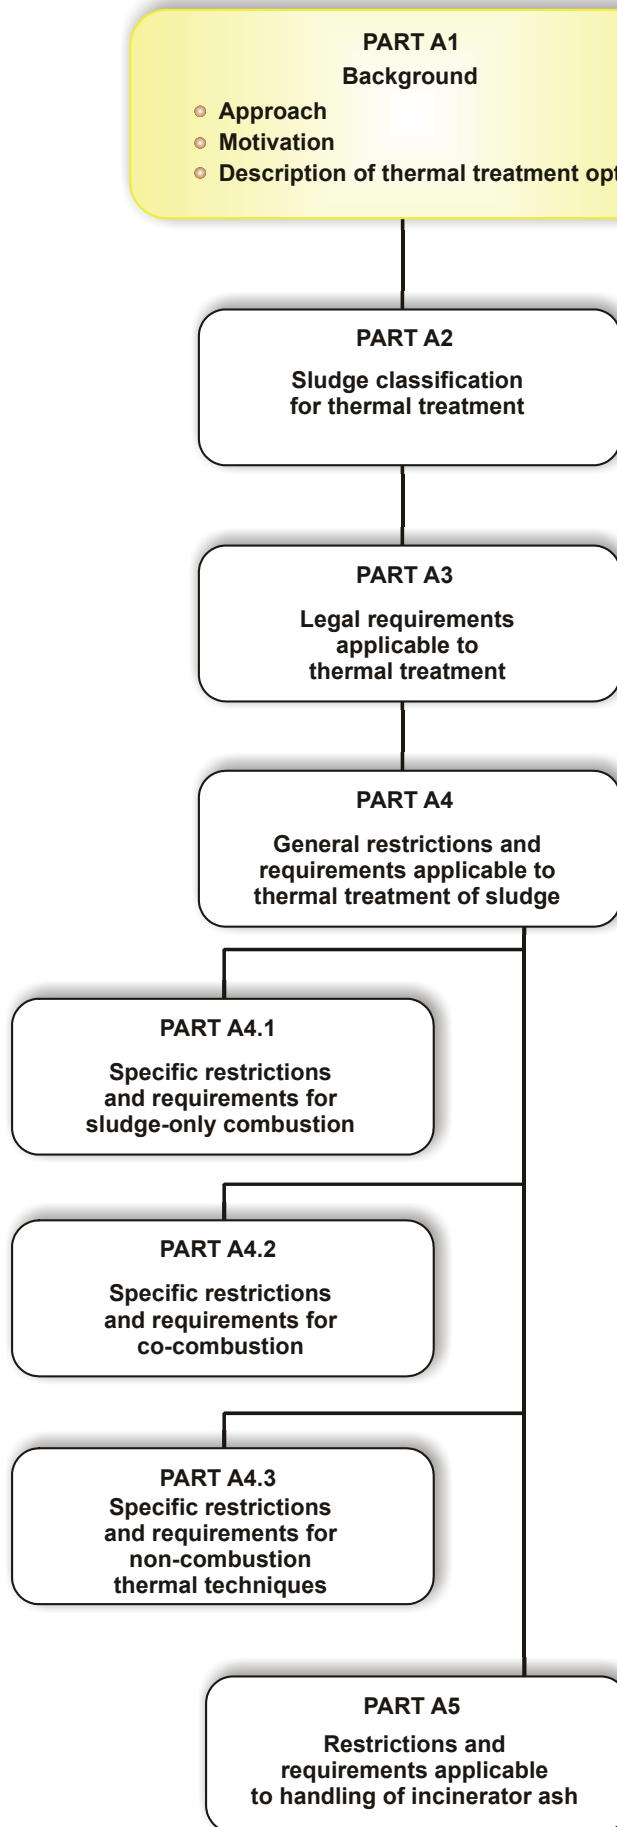 PART A1
Background
Approach
Motivation
Description of thermal treatment opt
PART A2
Sludge classification
for thermal treatment
PART A3
Legal requirements
applicable to
thermal treatment
PART A4
General restrictions and
requirements applicable to
thermal treatment of sludge
PART A4.1
Specific restrictions
and requirements for
sludge-only combustion
PART A4.2
Specific restrictions
and requirements for
co-combustion
PART A4.3
Specific restrictions
and requirements for
non-combustion
thermal techniques
PART A5
Restrictions and
requirements applicable
to handling of incinerator ash